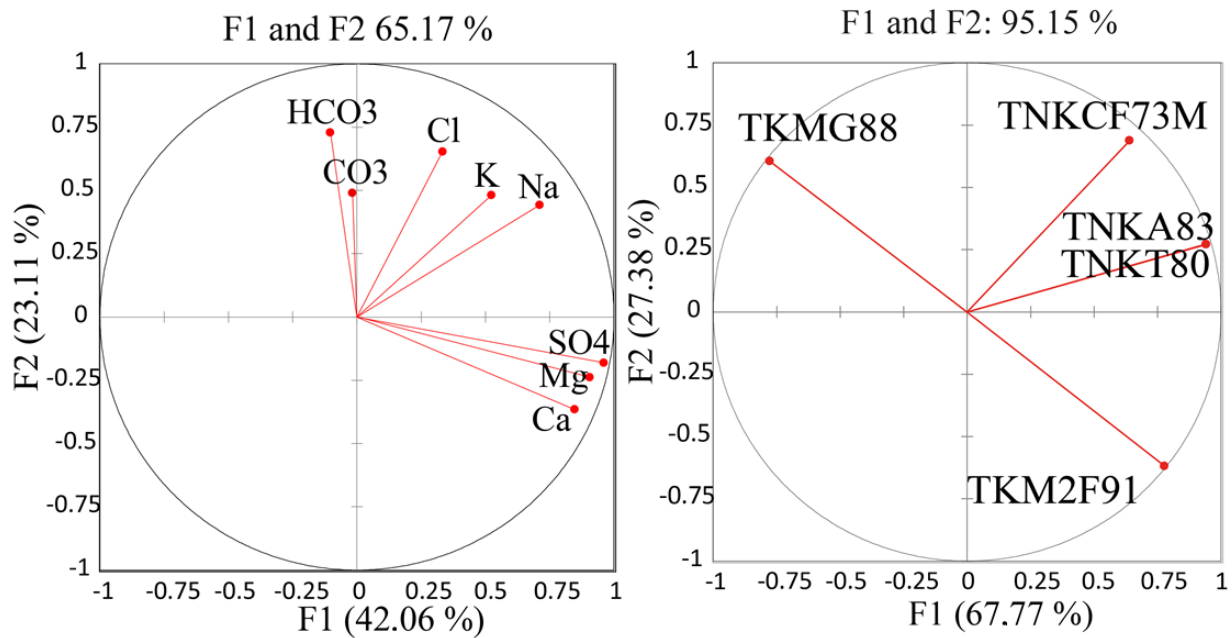 F1 and F2 65.17 %
1
0.75
0.5
0.25
0
-0.25
-0.5
-0.75
-1
F2 (23.11 %)
HCO3
CO3
Cl
K
Na
SO4
Mg
Ca
-1
-0.75
-0.5
-0.25
0
0.25
0.5
0.75
1
F1 (42.06 %)
F1 and F2: 95.15 %
1
0.75
0.5
0.25
0
-0.25
-0.5
-0.75
-1
F2 (27.38 %)
TKMG88
TNKCF73M
TNKA83
TNKT80
TKM2F91
-1
-0.75
-0.5
-0.25
0
0.25
0.5
0.75
1
F1 (67.77 %)